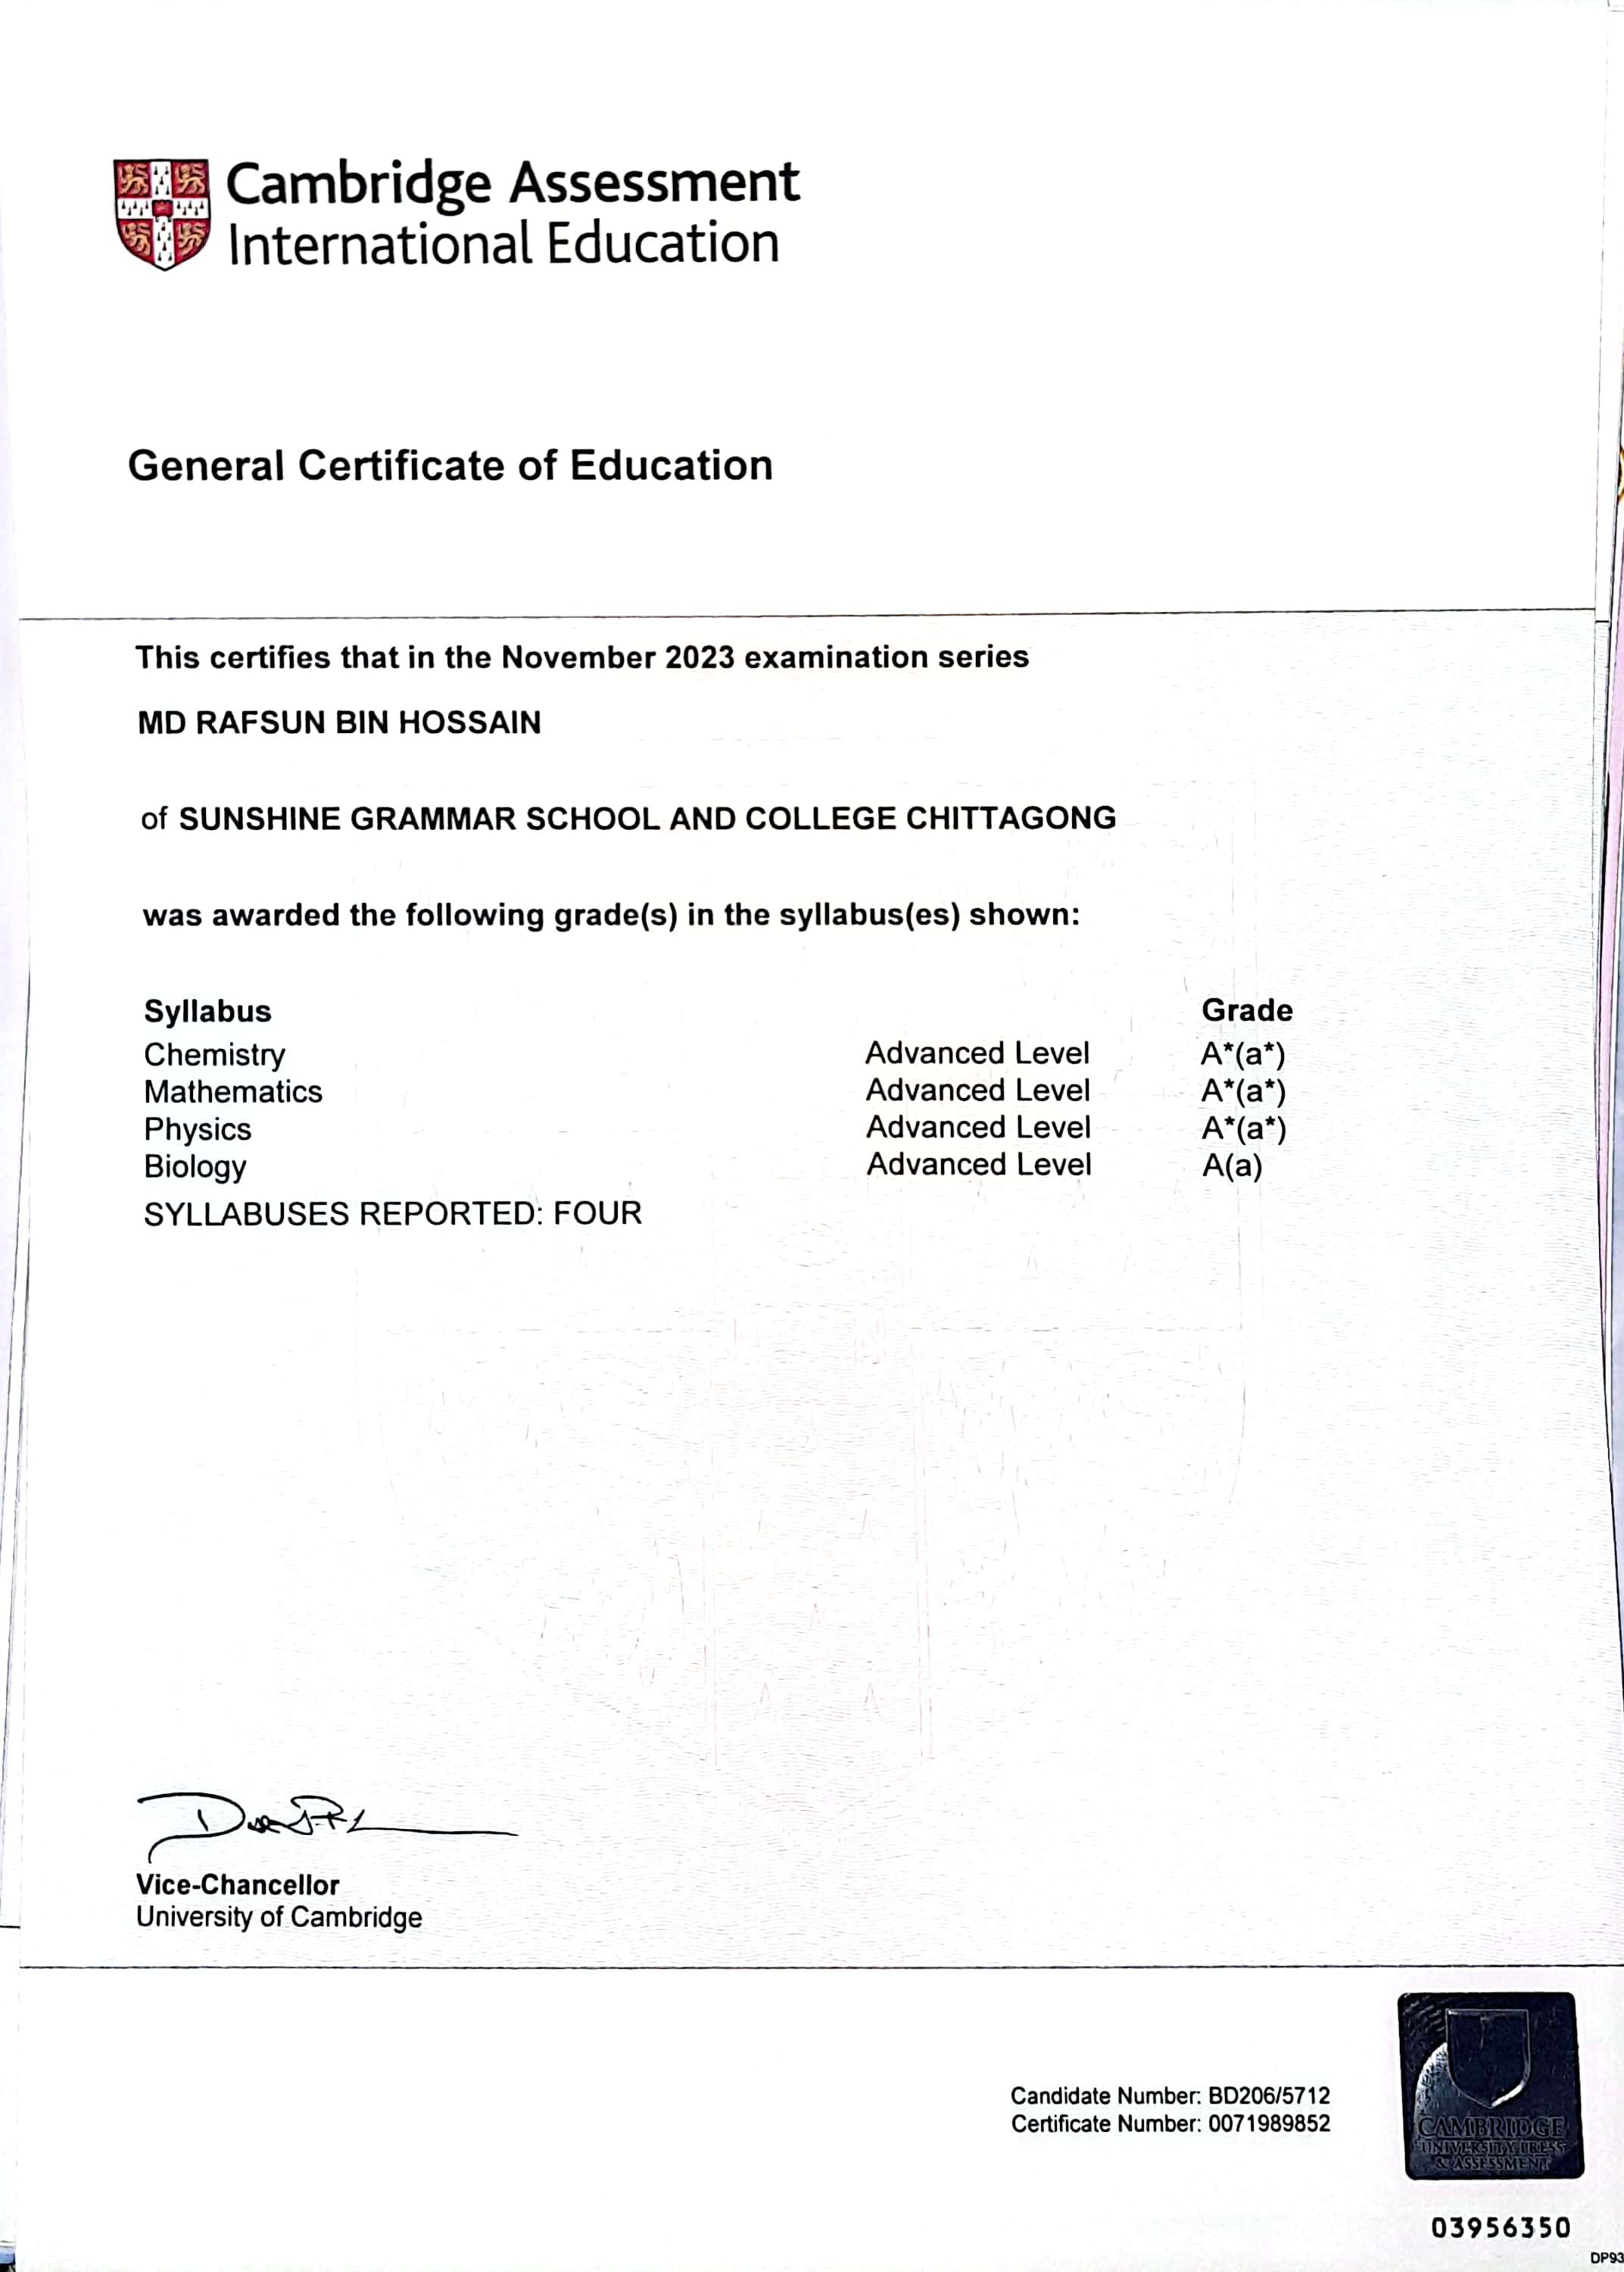 Cambridge Assessment
International Education
General Certificate of Education
This certifies that in the November 2023 examination series
MD RAFSUN BIN HOSSAIN
of SUNSHINE GRAMMAR SCHOOL AND COLLEGE CHITTAGONG
was awarded the following grade(s) in the syllabus(es) shown:
Syllabus Grade
Chemistry Advanced Level A*(a*)
Mathematics Advanced Level A*(a*)
Physics Advanced Level A*(a*)
Biology Advanced Level A(a)
SYLLABUSES REPORTED: FOUR
Vice-Chancellor
University of Cambridge
Candidate Number: BD206/5712
Certificate Number: 0071989852
CAMBRIDGE
UNIVERSITY PRESS
& ASSESSMENT
03956350
DP93